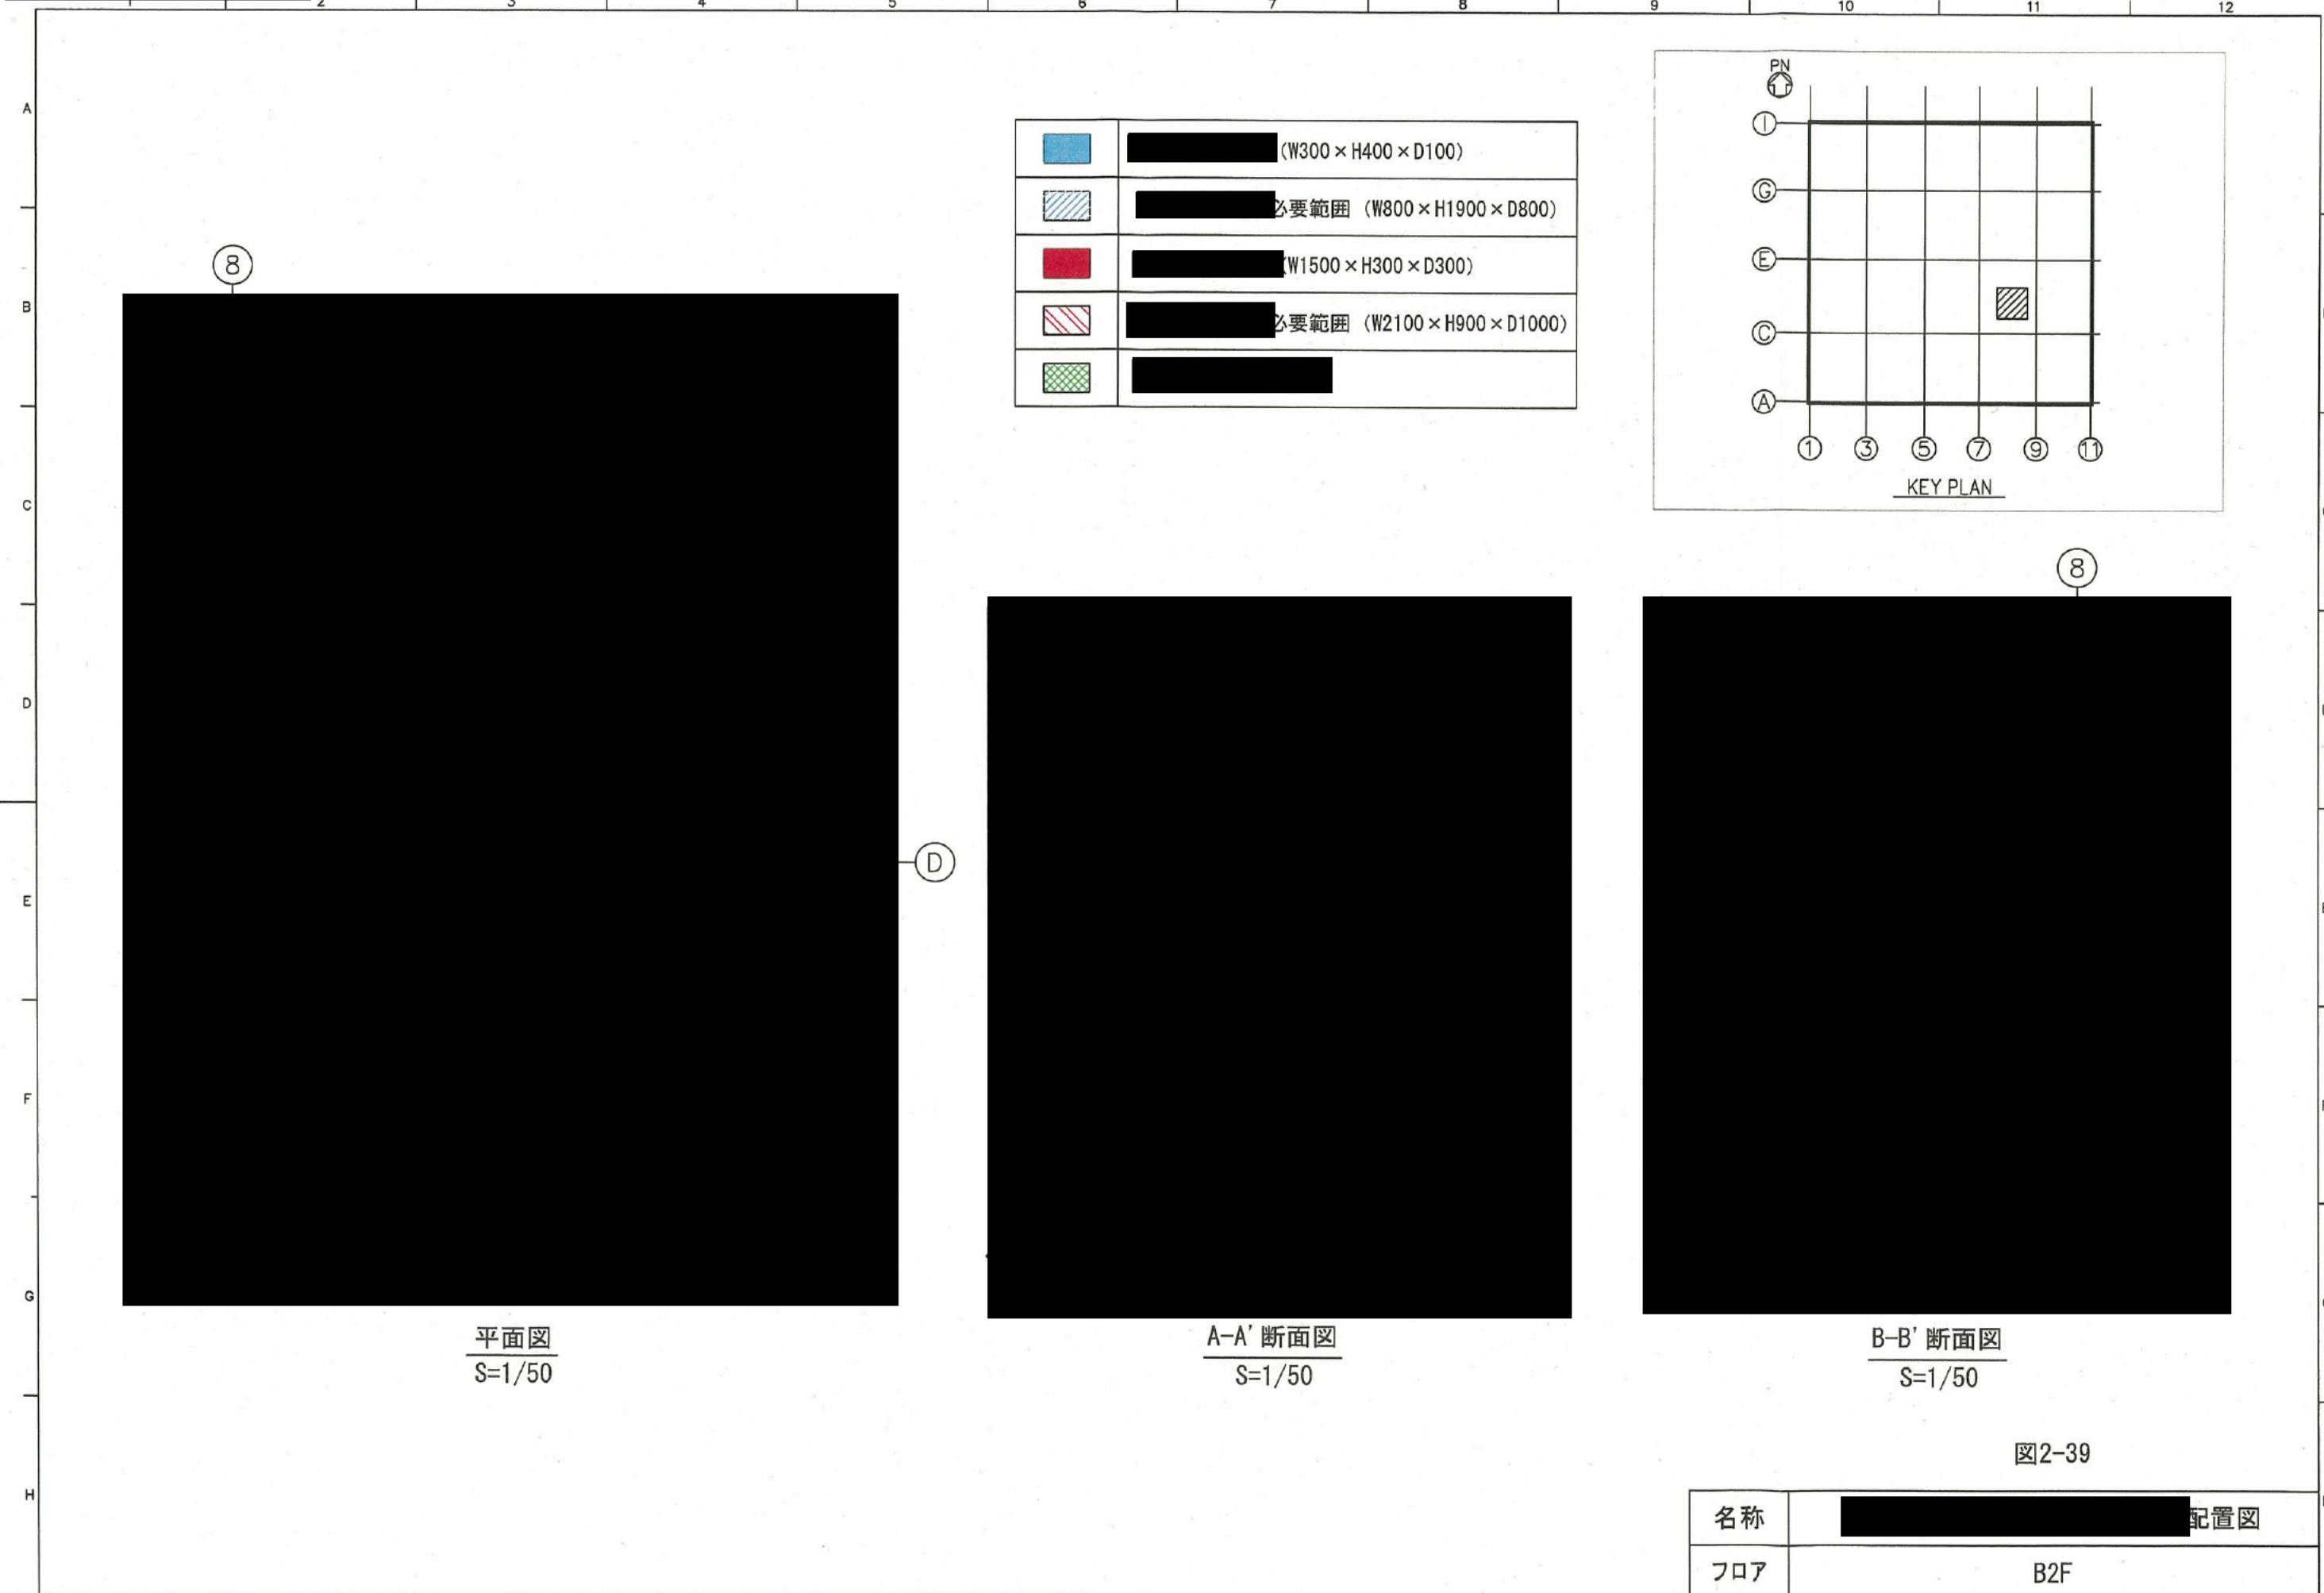 1 2 3 4 5 6 7 8 9 10 11 12
A
B
C
D
E
F
G
H
(W300×H400×D100)
必要範囲 (W800×H1900×D800)
(W1500×H300×D300)
必要範囲 (W2100×H900×D1000)
PN
I
G
E
C
A
1 3 5 7 9 11
KEY PLAN
8
D
8
平面図
S=1/50
A-A' 断面図
S=1/50
B-B' 断面図
S=1/50
図2-39
名称 配置図
フロア B2F